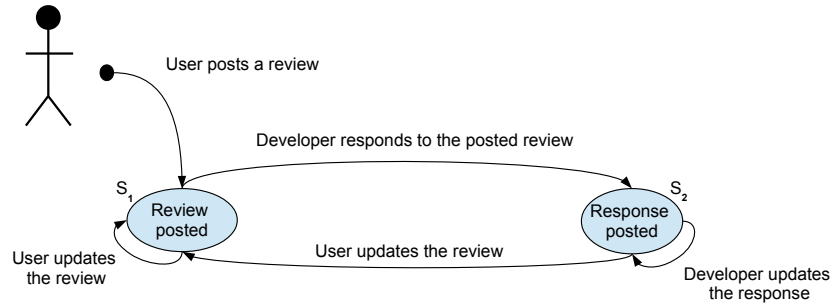 User posts a review
Developer responds to the posted review
S1
Review
posted
S2
Response
posted
User updates
the review
User updates the review
Developer updates
the response